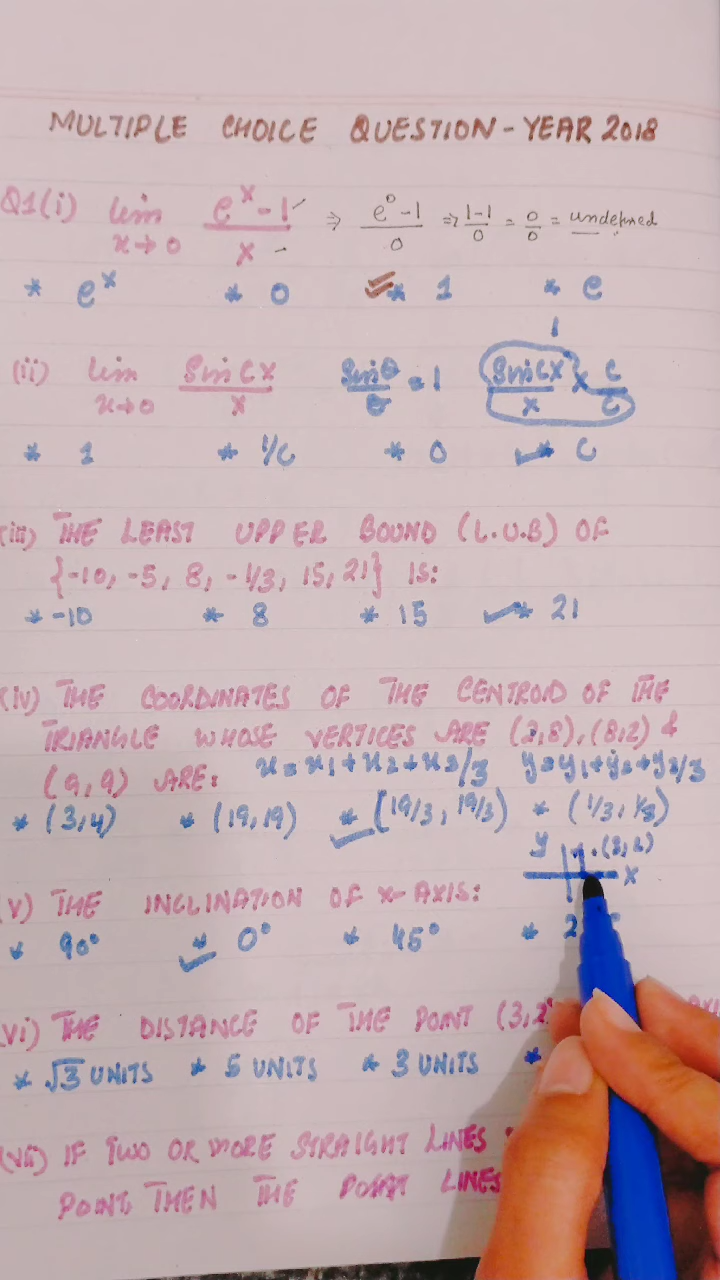 MULTIPLE CHOICE QUESTION - YEAR 2018
Q1(i) lim x→0 (e^x - 1)/x ⇒ (e^0 - 1)/0 ⇒ (1-1)/0 = 0/0 = undefined
* e^x * 0 ✓* 1 * e
(ii) lim x→0 Sin Cx/x Sinθ/θ = 1 Sin Cx/x × C/C 1
* 1 * 1/C * 0 ✓* C
(iii) THE LEAST UPPER BOUND (L.U.B) OF
{-10, -5, 8, -1/3, 15, 21} IS:
* -10 * 8 * 15 ✓* 21
(iv) THE COORDINATES OF THE CENTROID OF THE
TRIANGLE WHOSE VERTICES ARE (2,8), (8,2) &
(9,9) ARE: x = x1 + x2 + x3/3 y = y1 + y2 + y3/3
* (3,4) * (19,19) ✓* [19/3, 19/3) * (1/3, 1/3)
y .(3,2)
x
(v) THE INCLINATION OF X-AXIS:
* 90° ✓* 0° * 45° * 2
(vi) THE DISTANCE OF THE POINT (3,2
* √3 UNITS * 5 UNITS * 3 UNITS *
(vii) IF TWO OR MORE STRAIGHT LINES
POINT THEN THE POINT LINES